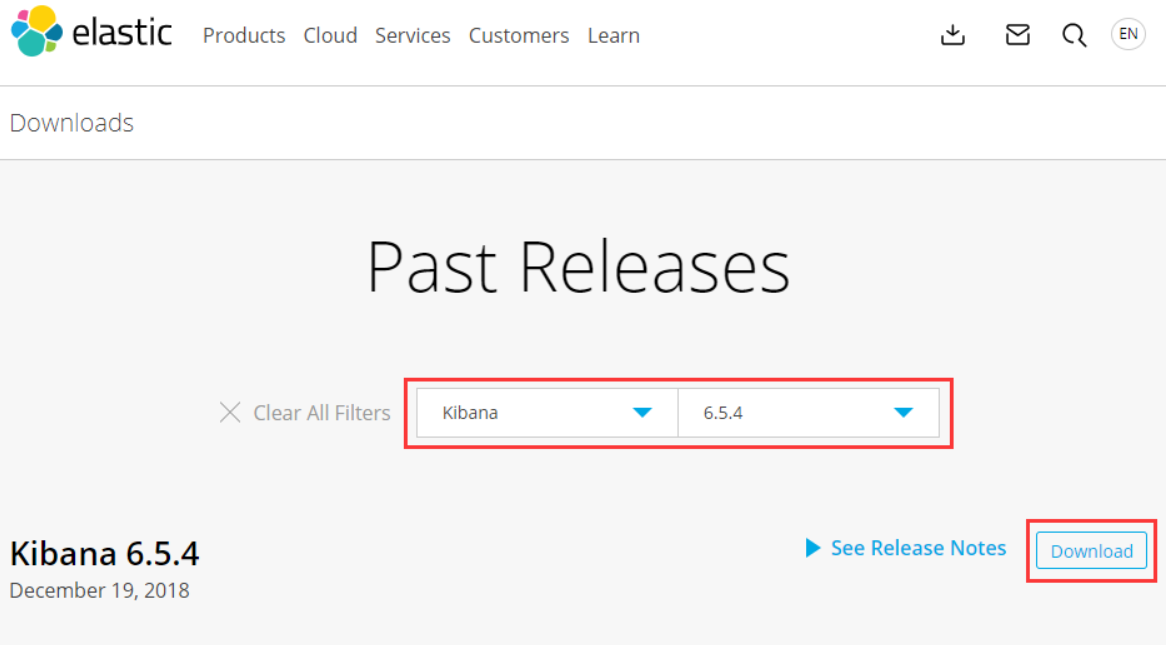 elastic Products Cloud Services Customers Learn EN
Downloads
Past Releases
Clear All Filters Kibana 6.5.4
Kibana 6.5.4 See Release Notes Download
December 19, 2018